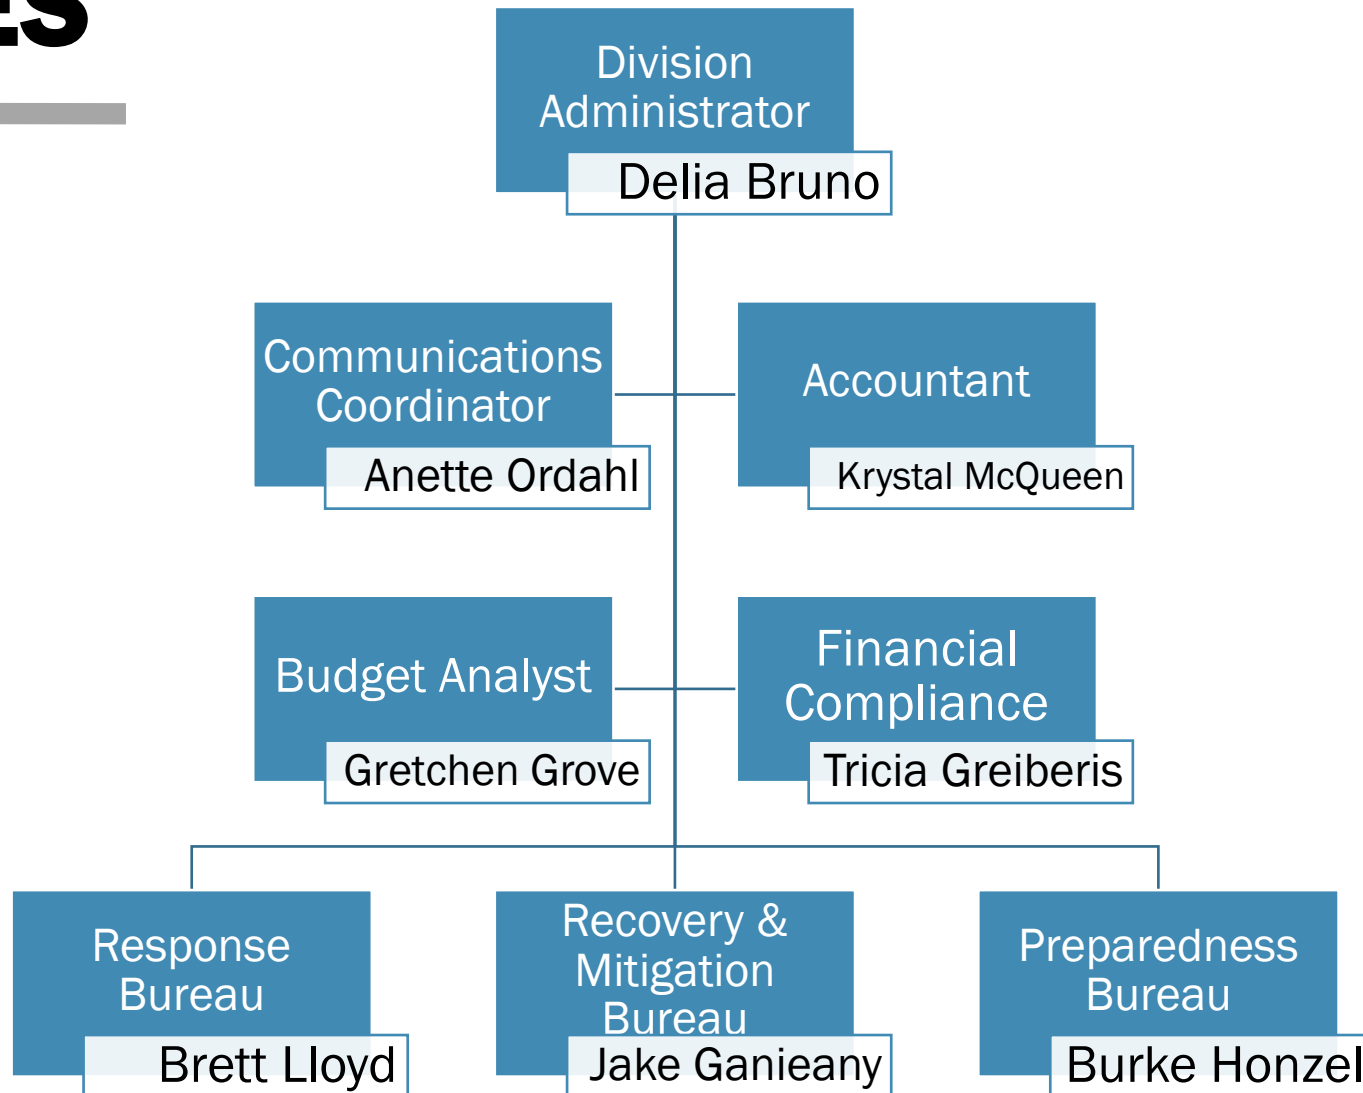 Division
Administrator
Delia Bruno
Communications
Coordinator
Anette Ordahl
Accountant
Krystal McQueen
Budget Analyst
Gretchen Grove
Financial
Compliance
Tricia Greiberis
Response
Bureau
Brett Lloyd
Recovery &
Mitigation
Bureau
Jake Ganieany
Preparedness
Bureau
Burke Honzel